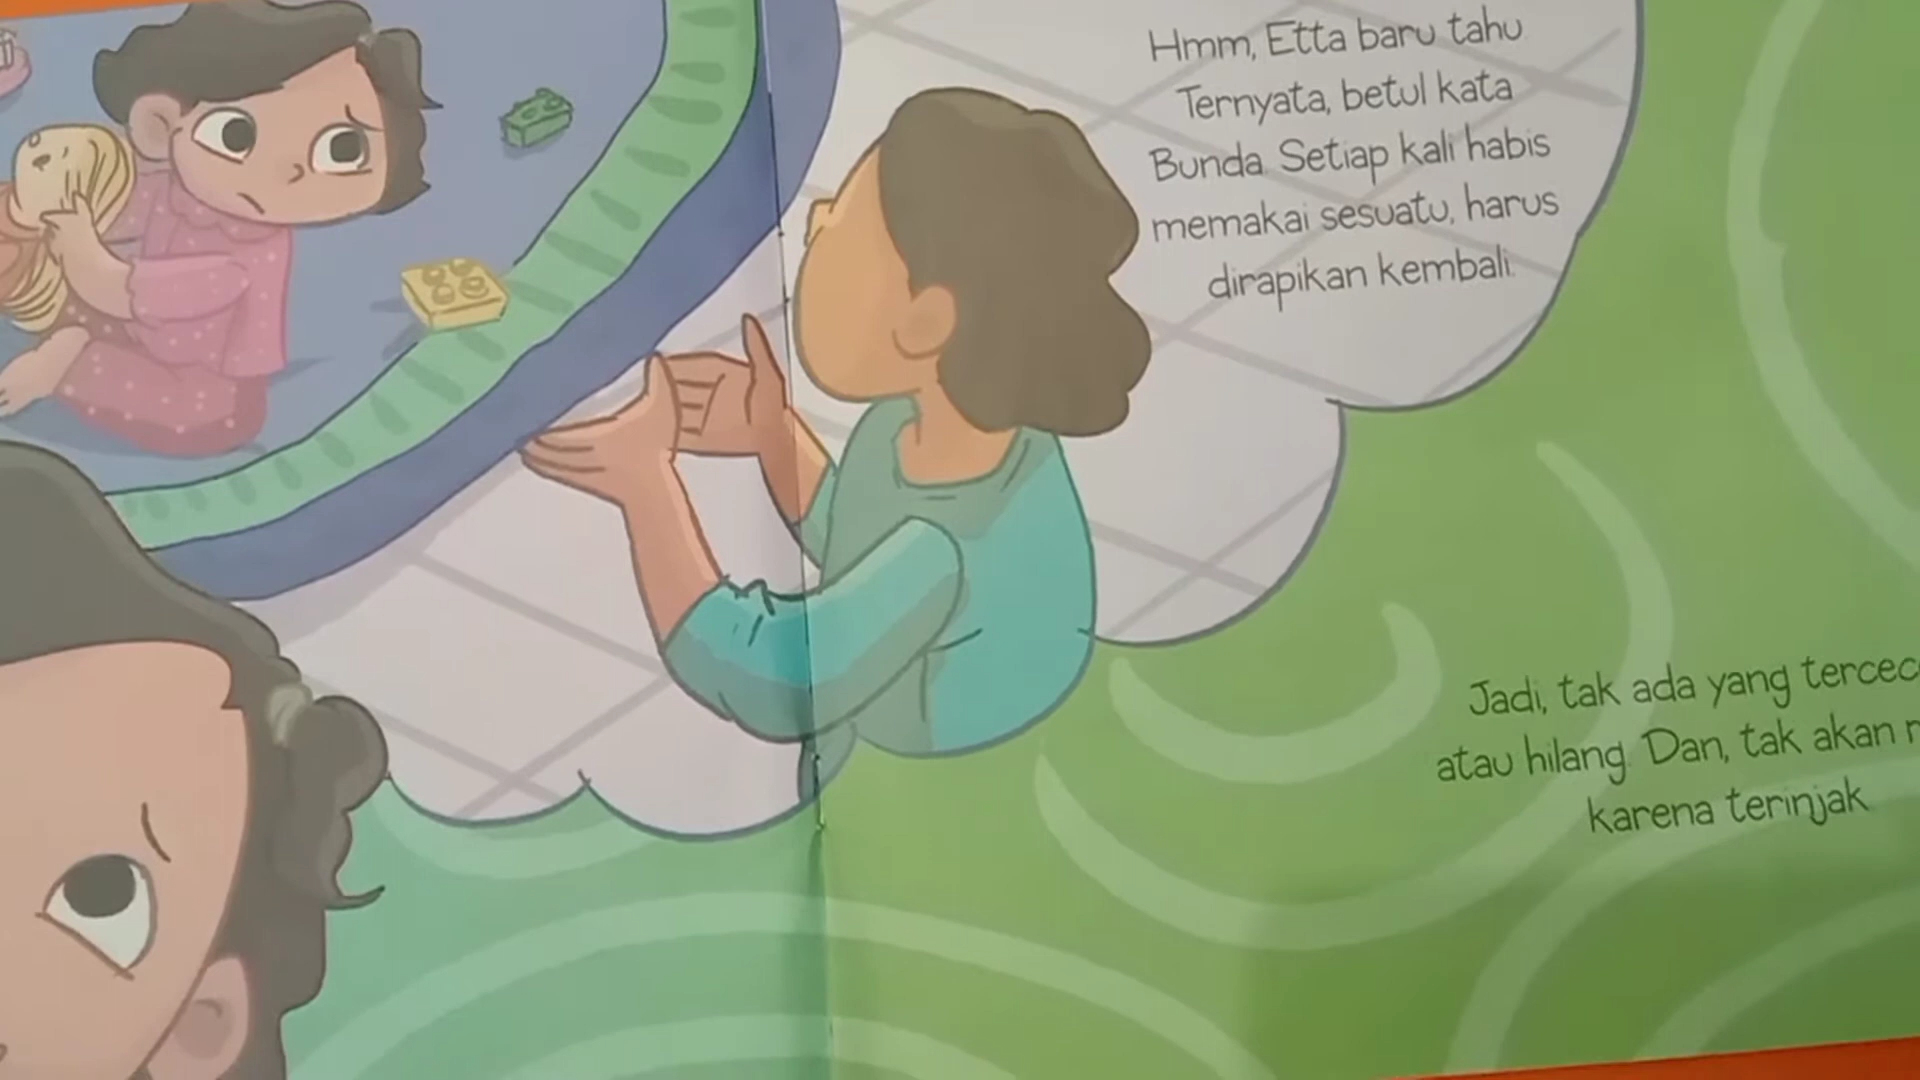 Hmm, Etta baru tahu
Ternyata, betul kata
Bunda. Setiap kali habis
memakai sesuatu, harus
dirapikan kembali.
Jadi, tak ada yang
atau hilang. Dan, tak akan
karena terinjak